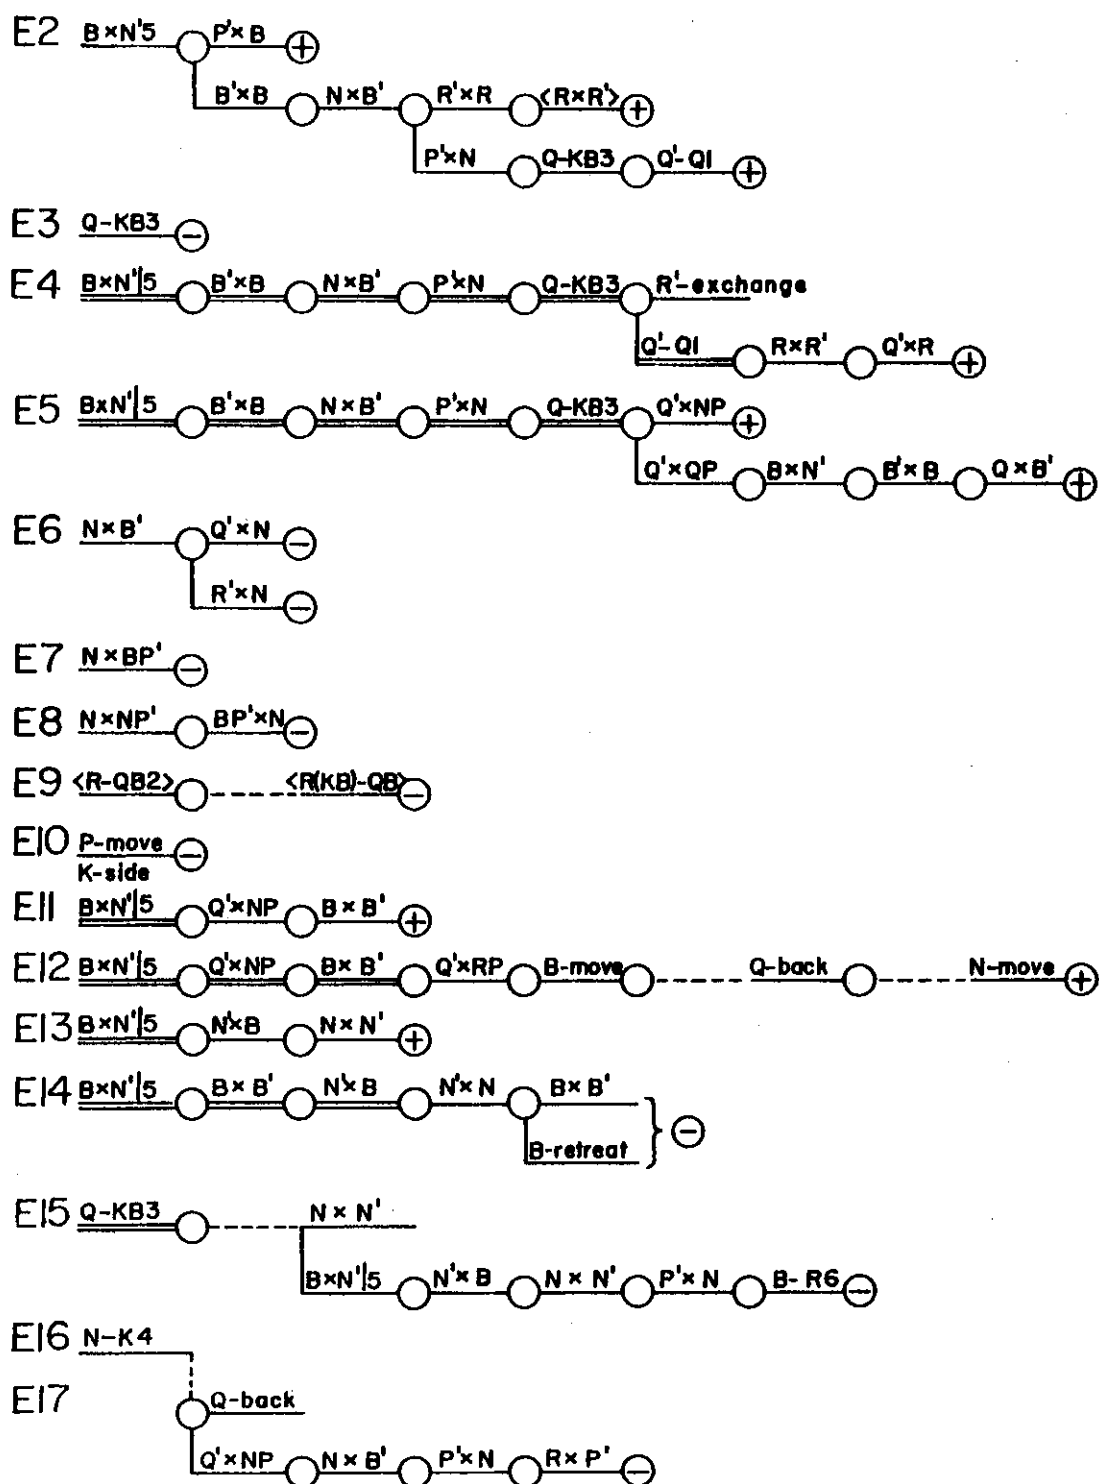 E2 B×N'5 P'×B +
B'×B N×B' R'×R <R×R'> +
P'×N Q-KB3 Q'-Q1 +
E3 Q-KB3 −
E4 B×N'|5 B'×B N×B' P'×N Q-KB3 R'-exchange
Q'-Q1 R×R' Q'×R +
E5 B×N'|5 B'×B N×B' P'×N Q-KB3 Q'×NP +
Q'×QP B×N' B'×B Q×B' +
E6 N×B' Q'×N −
R'×N −
E7 N×BP' −
E8 N×NP' BP'×N −
E9 <R-QB2> <R(KB)-QB> −
E10 P-move −
K-side
E11 B×N'|5 Q'×NP B×B' +
E12 B×N'|5 Q'×NP B×B' Q'×RP B-move Q-back N-move +
E13 B×N'|5 N'×B N×N' +
E14 B×N'|5 B×B' N'×B N'×N B×B'
B-retreat } −
E15 Q-KB3 N×N'
B×N'|5 N'×B N×N' P'×N B-R6 −
E16 N-K4
E17 Q-back
Q'×NP N×B' P'×N R×P' −